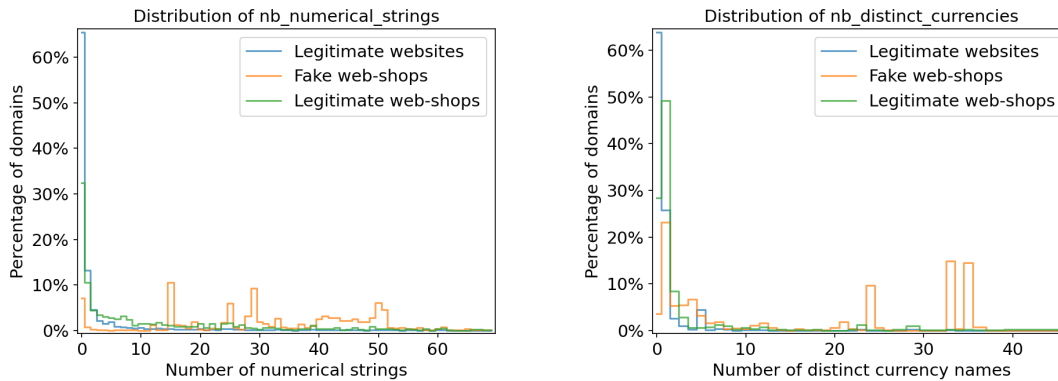 Distribution of nb_numerical_strings
Percentage of domains
60%
50%
40%
30%
20%
10%
0%
Legitimate websites
Fake web-shops
Legitimate web-shops
0 10 20 30 40 50 60
Number of numerical strings
Distribution of nb_distinct_currencies
Percentage of domains
60%
50%
40%
30%
20%
10%
0%
Legitimate websites
Fake web-shops
Legitimate web-shops
0 10 20 30 40
Number of distinct currency names